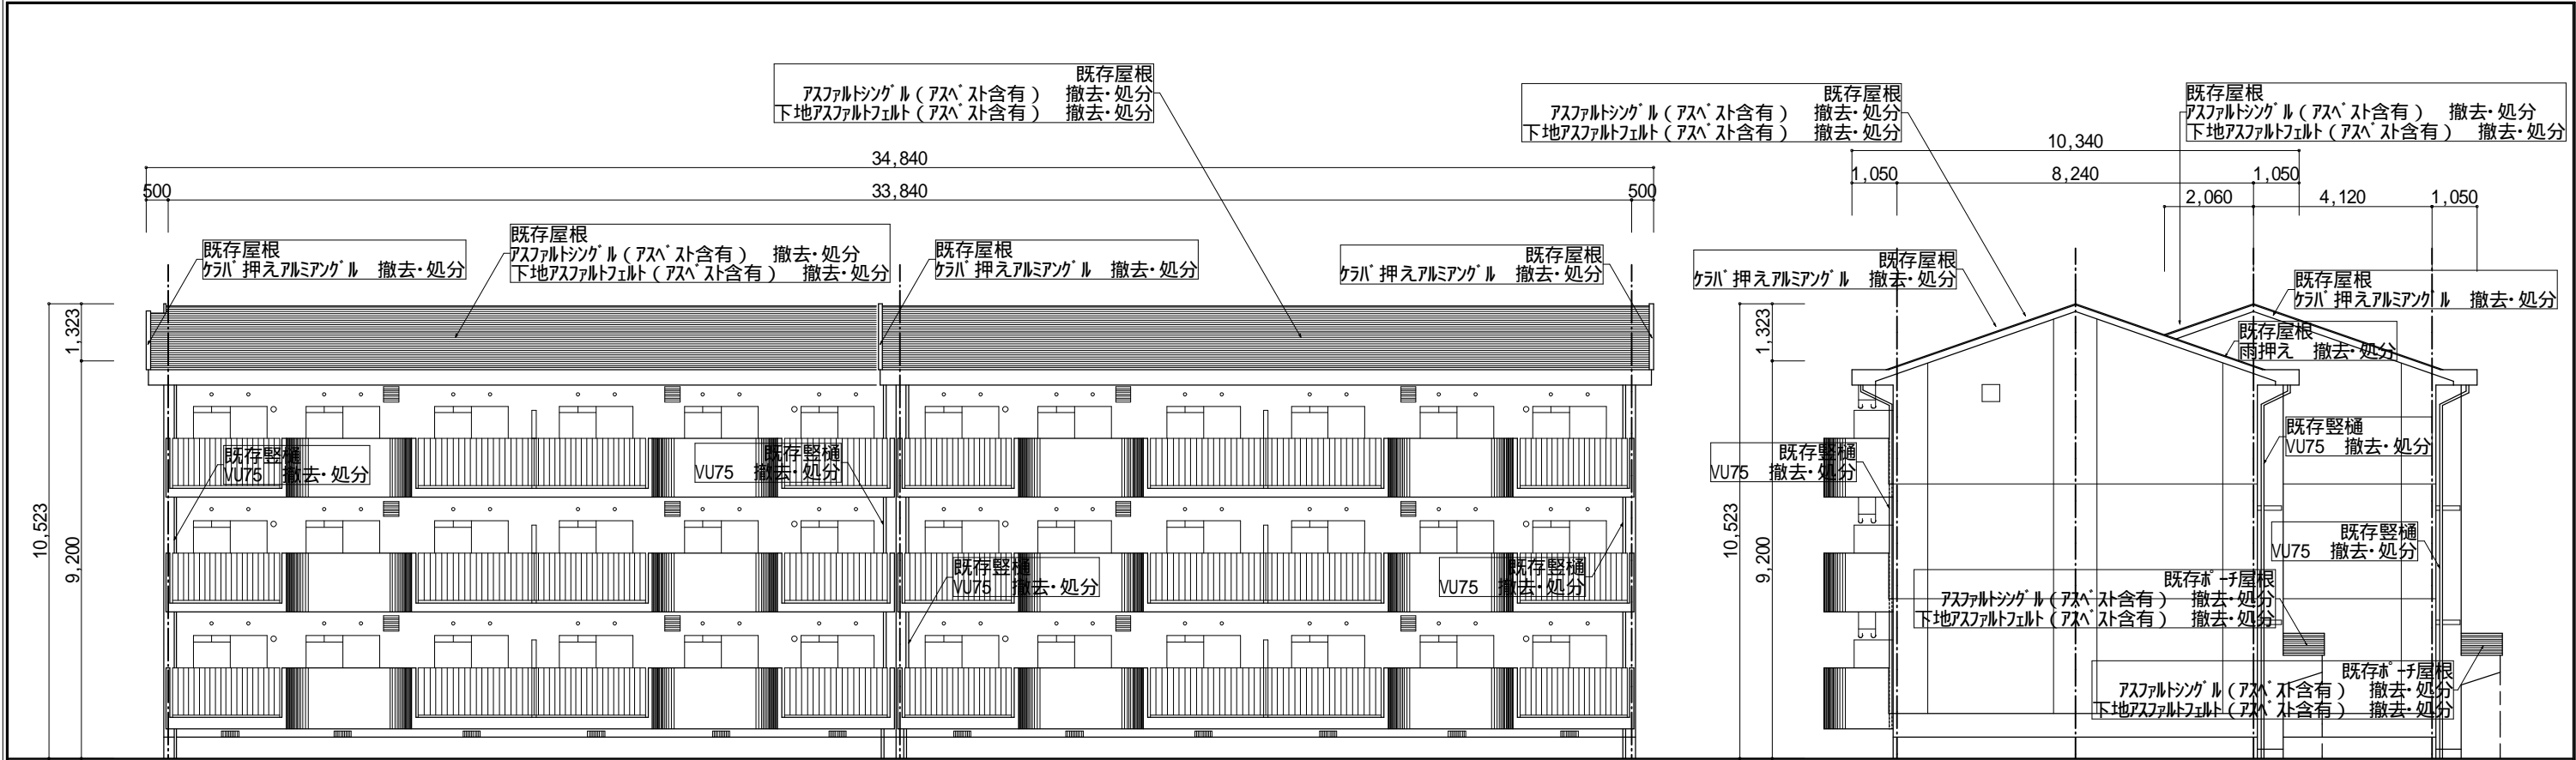 既存屋根
アスファルトシングル(アスベスト含有) 撤去・処分
下地アスファルトフェルト(アスベスト含有) 撤去・処分
既存屋根
アスファルトシングル(アスベスト含有) 撤去・処分
下地アスファルトフェルト(アスベスト含有) 撤去・処分
既存屋根
アスファルトシングル(アスベスト含有) 撤去・処分
下地アスファルトフェルト(アスベスト含有) 撤去・処分
34,840
500
33,840
500
10,340
1,050
8,240
1,050
2,060
4,120
1,050
既存屋根
ケラバ押えアルミアングル 撤去・処分
既存屋根
アスファルトシングル(アスベスト含有) 撤去・処分
下地アスファルトフェルト(アスベスト含有) 撤去・処分
既存屋根
ケラバ押えアルミアングル 撤去・処分
既存屋根
ケラバ押えアルミアングル 撤去・処分
既存屋根
ケラバ押えアルミアングル 撤去・処分
既存屋根
ケラバ押えアルミアングル 撤去・処分
既存屋根
雨押え 撤去・処分
1,323
10,523
9,200
1,323
10,523
9,200
既存竪樋
VU75 撤去・処分
既存竪樋
VU75 撤去・処分
既存竪樋
VU75 撤去・処分
既存竪樋
VU75 撤去・処分
既存竪樋
VU75 撤去・処分
既存竪樋
VU75 撤去・処分
既存竪樋
VU75 撤去・処分
既存ポーチ屋根
アスファルトシングル(アスベスト含有) 撤去・処分
下地アスファルトフェルト(アスベスト含有) 撤去・処分
既存ポーチ屋根
アスファルトシングル(アスベスト含有) 撤去・処分
下地アスファルトフェルト(アスベスト含有) 撤去・処分